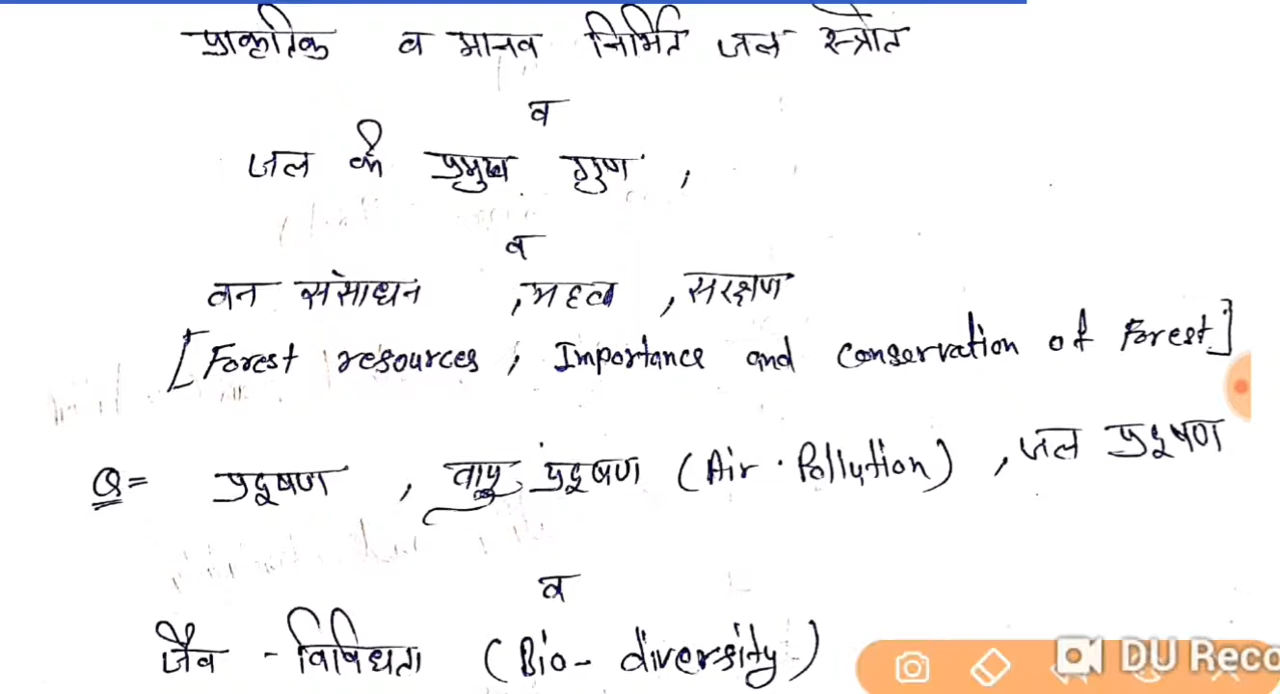 प्राकृतिक व मानव निर्मित जल स्त्रोत
व
जल के प्रमुख गुण,
व
वन संसाधन, महत्व, संरक्षण
[Forest resources, Importance and conservation of Forest]
Q= प्रदूषण, वायु प्रदूषण (Air. Pollution), जल प्रदूषण
व
जैव - विविधता (Bio - diversity)
DU Reco